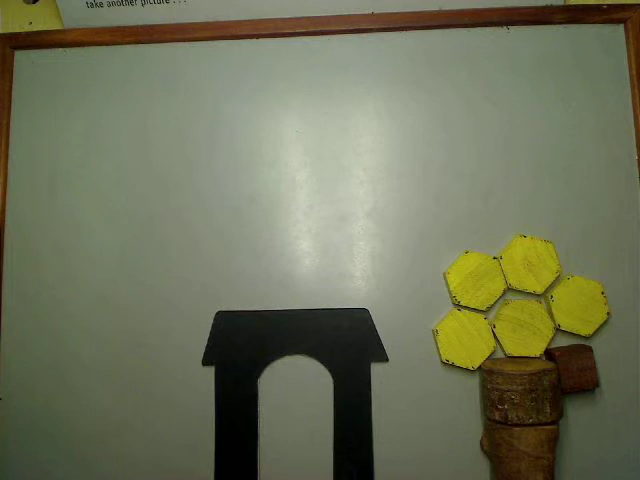 take another picture . . .